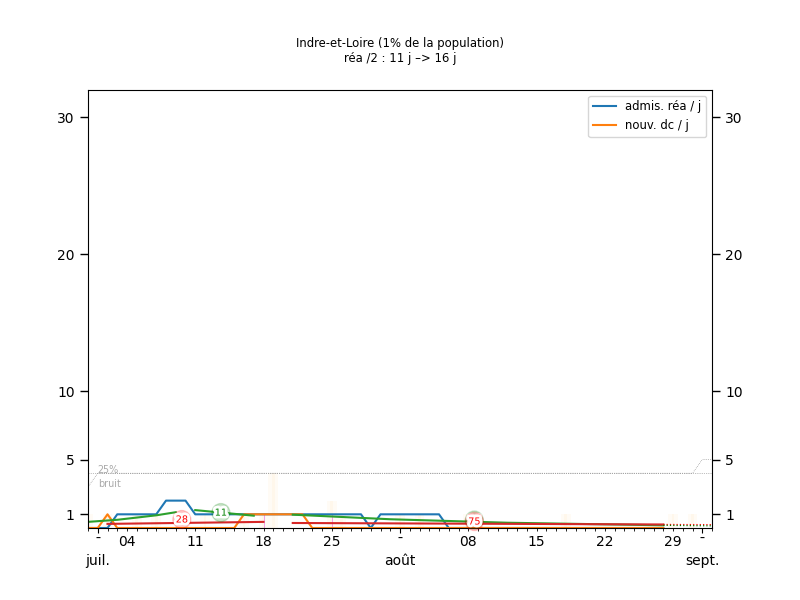 Indre-et-Loire (1% de la population)
réa /2 : 11 j –> 16 j
admis. réa / j
nouv. dc / j
30
30
20
20
10
10
5
5
25%
bruit
1
1
28
11
75
- 04 11 18 25 - 08 15 22 29 -
juil. août sept.